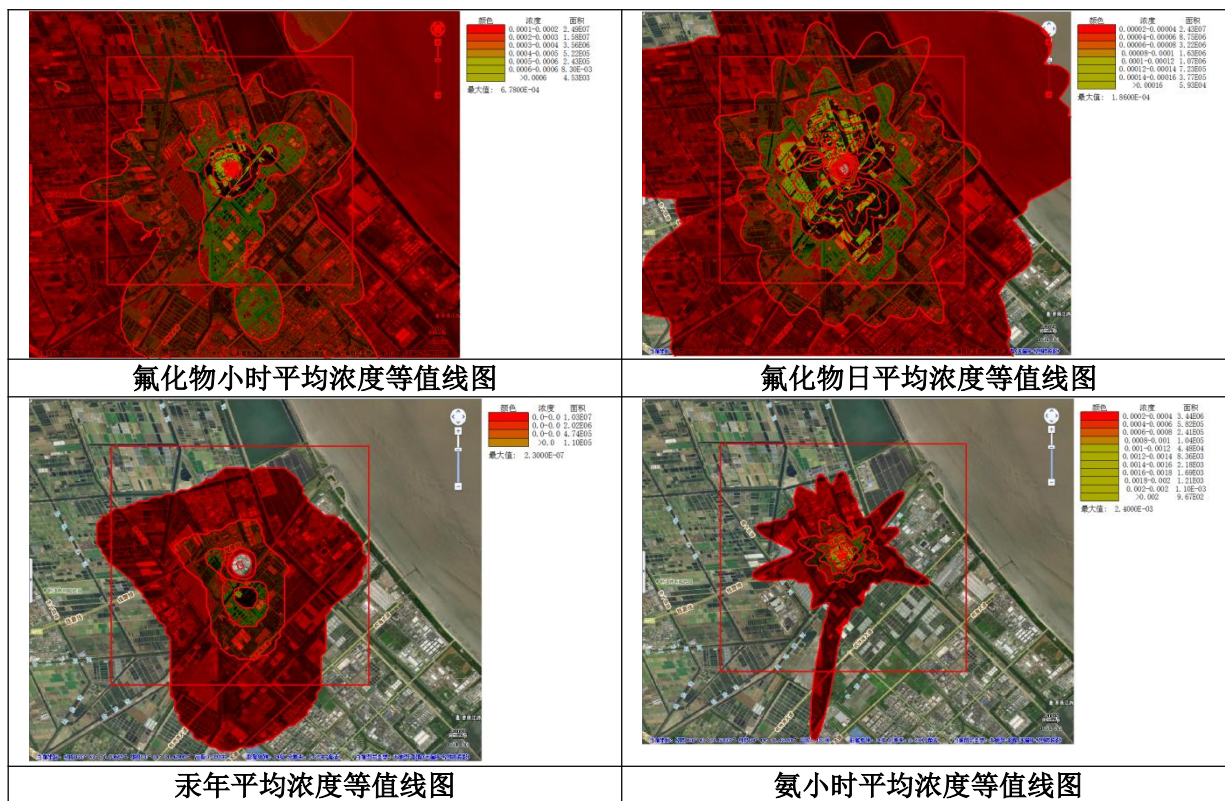 颜色 浓度 面积
0.0001-0.0002 2.49E07
0.0002-0.0003 1.58E07
0.0003-0.0004 3.56E06
0.0004-0.0005 5.22E05
0.0005-0.0006 2.43E05
0.0006-0.0006 8.30E-03
>0.0006 4.53E03
最大值: 6.7800E-04
颜色 浓度 面积
0.00002-0.00004 2.43E07
0.00004-0.00006 8.75E06
0.00006-0.00008 3.22E06
0.00008-0.0001 1.63E06
0.0001-0.00012 1.07E06
0.00012-0.00014 7.23E05
0.00014-0.00016 3.77E05
>0.00016 5.93E04
最大值: 1.8600E-04
氟化物小时平均浓度等值线图
氟化物日平均浓度等值线图
颜色 浓度 面积
0.0-0.0 1.03E07
0.0-0.0 2.02E06
0.0-0.0 4.74E05
>0.0 1.10E05
最大值: 2.3000E-07
颜色 浓度 面积
0.0002-0.0004 3.44E06
0.0004-0.0006 5.82E05
0.0006-0.0008 2.41E05
0.0008-0.001 1.04E05
0.001-0.0012 4.49E04
0.0012-0.0014 8.36E03
0.0014-0.0016 2.18E03
0.0016-0.0018 1.69E03
0.0018-0.002 1.21E03
0.002-0.002 1.10E-03
>0.002 9.67E02
最大值: 2.4000E-03
汞年平均浓度等值线图
氨小时平均浓度等值线图